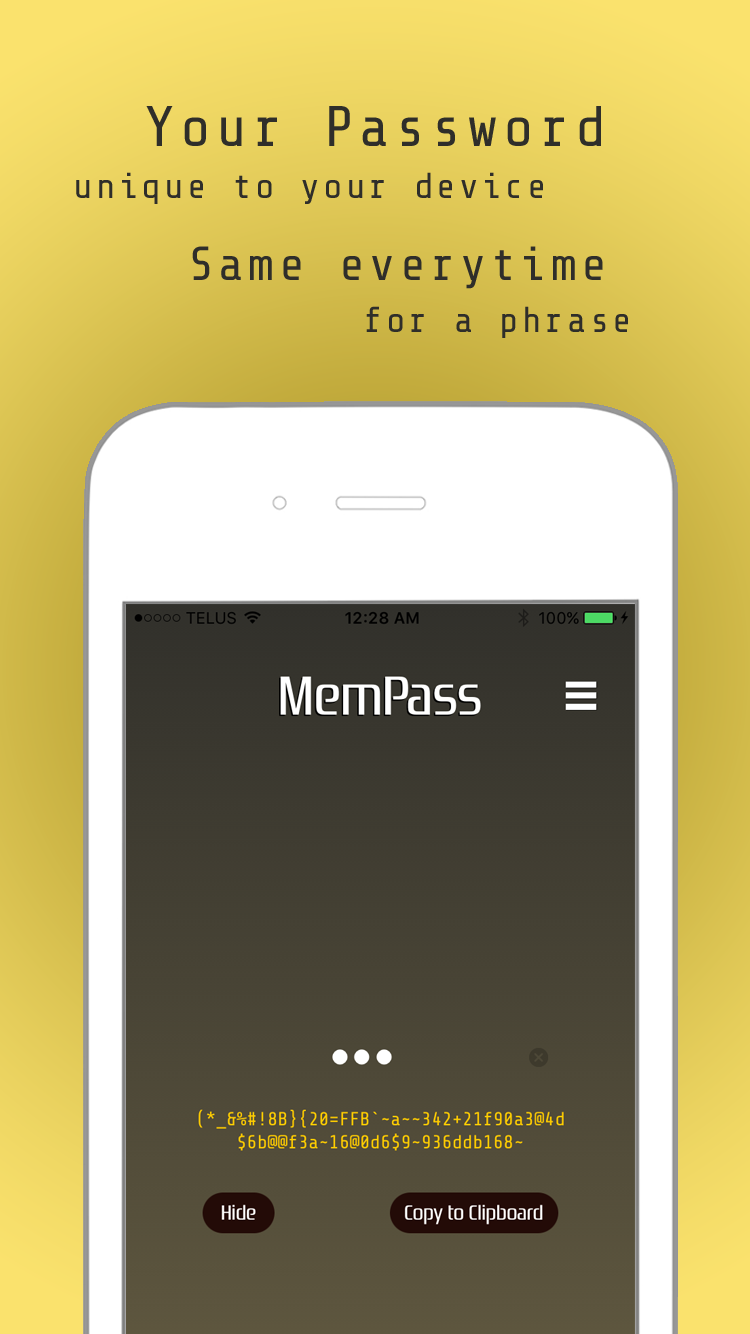 Your Password
unique to your device
Same everytime
for a phrase
TELUS 12:28 AM 100%
MemPass
(*_&%#!8B}{20=FFB`~a~~342+21f90a3@4d
$6b@@f3a~16@0d6$9~936ddb168~
Hide Copy to Clipboard